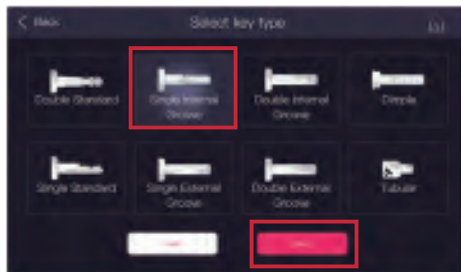 Back
Select key type
Double Standard
Single Internal
Groove
Double Internal
Groove
Dimple
Single Standard
Single External
Groove
Double External
Groove
Tubular